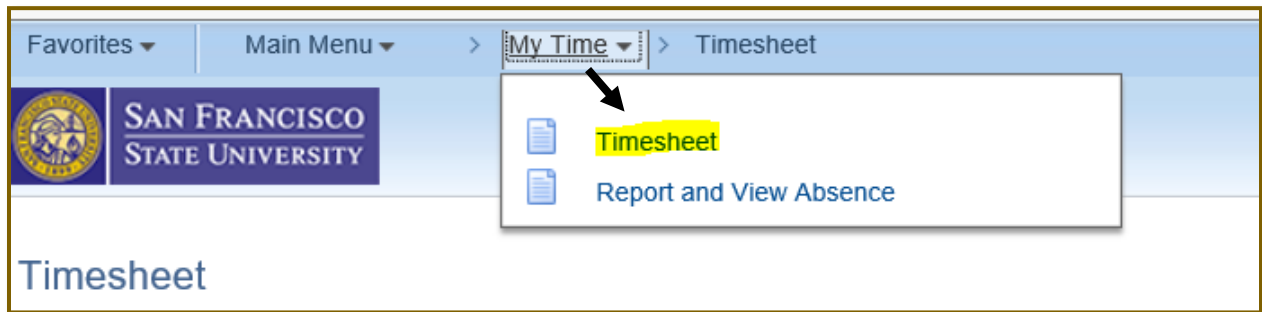 Favorites Main Menu > My Time > Timesheet
SAN FRANCISCO
STATE UNIVERSITY
Timesheet
Report and View Absence
Timesheet